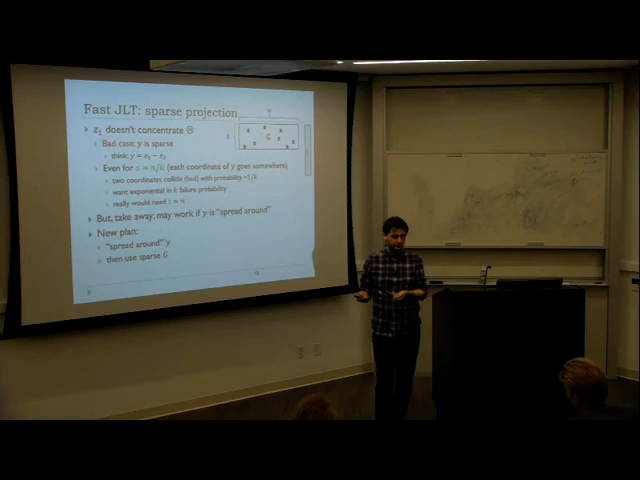 Fast JLT: sparse projection
z₁ doesn't concentrate ☹
Bad case: y is sparse
think: y = e₁ − e₂
Even for s = n/k (each coordinate of y goes somewhere)
two coordinates collide (bad) with probability ~1/k
want exponential in k failure probability
really would need s ≈ n
But, take away: may work if y is "spread around"
New plan:
"spread around" y
then use sparse G
G